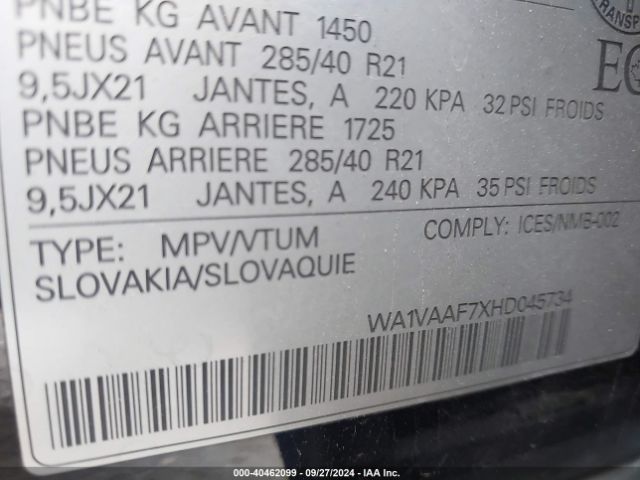 PNBE KG AVANT 1450
PNEUS AVANT 285/40 R21
9,5JX21 JANTES, A 220 KPA 32 PSI FROIDS
PNBE KG ARRIERE 1725
PNEUS ARRIERE 285/40 R21
9,5JX21 JANTES, A 240 KPA 35 PSI FROIDS
TYPE: MPV/VTUM COMPLY: ICES/NMB-002
SLOVAKIA/SLOVAQUIE
WA1VAAF7XHD045734
000-40462099 - 09/27/2024 - IAA Inc.